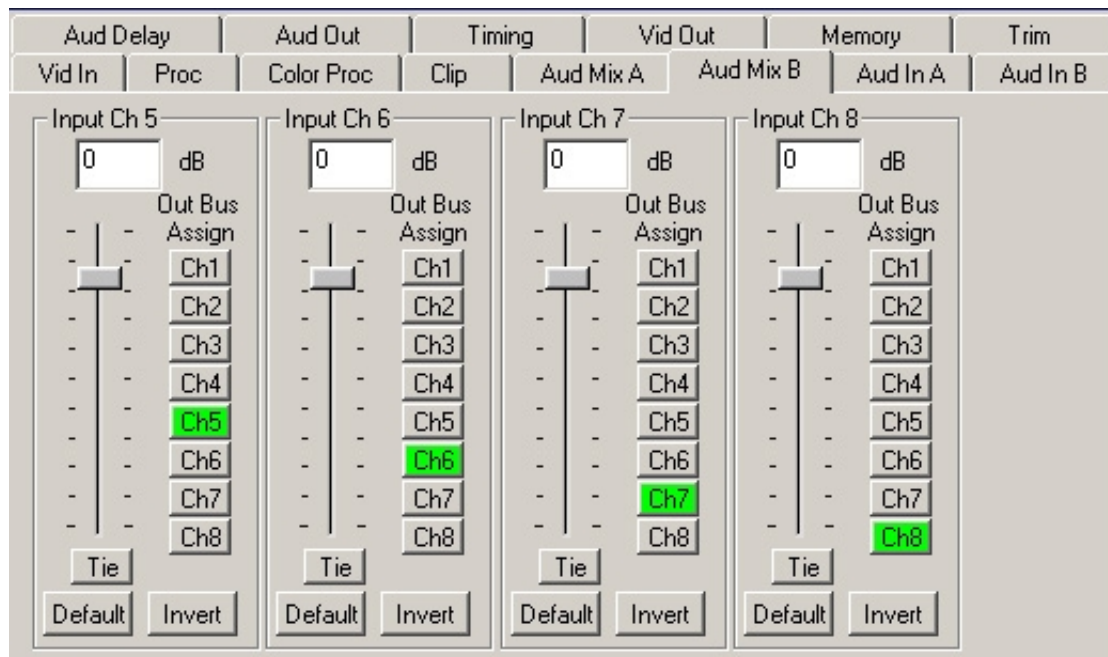 Aud Delay Aud Out Timing Vid Out Memory Trim
Vid In Proc Color Proc Clip Aud Mix A Aud Mix B Aud In A Aud In B
Input Ch 5
0 dB
Out Bus
Assign
Ch1
Ch2
Ch3
Ch4
Ch5
Ch6
Ch7
Ch8
Tie
Default Invert
Input Ch 6
0 dB
Out Bus
Assign
Ch1
Ch2
Ch3
Ch4
Ch5
Ch6
Ch7
Ch8
Tie
Default Invert
Input Ch 7
0 dB
Out Bus
Assign
Ch1
Ch2
Ch3
Ch4
Ch5
Ch6
Ch7
Ch8
Tie
Default Invert
Input Ch 8
0 dB
Out Bus
Assign
Ch1
Ch2
Ch3
Ch4
Ch5
Ch6
Ch7
Ch8
Tie
Default Invert